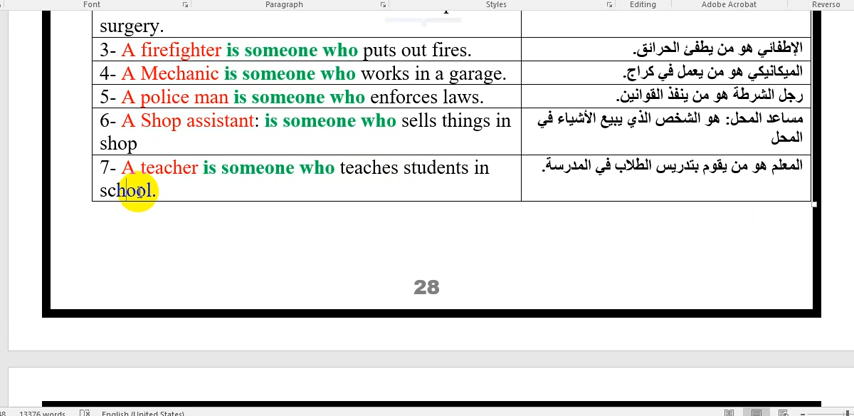 Font Paragraph Styles Editing Adobe Acrobat Reverso
surgery.
3- A firefighter is someone who puts out fires. الإطفائي هو من يطفئ الحرائق.
4- A Mechanic is someone who works in a garage. الميكانيكي هو من يعمل في كراج.
5- A police man is someone who enforces laws. رجل الشرطة هو من ينفذ القوانين.
6- A Shop assistant: is someone who sells things in مساعد المحل: هو الشخص الذي يبيع الأشياء في
shop المحل
7- A teacher is someone who teaches students in المعلم هو من يقوم بتدريس الطلاب في المدرسة.
school.
28
13376 words English (United States)